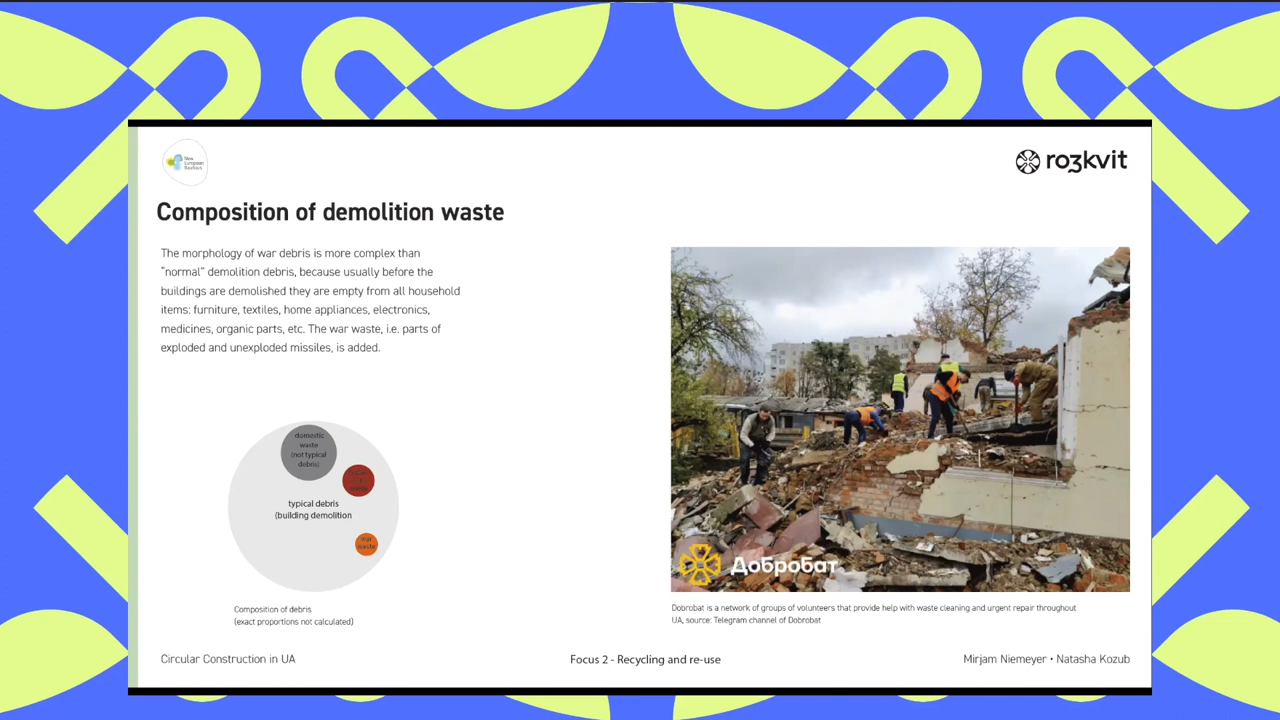 New
European
Bauhaus
ro3kvit
Composition of demolition waste
The morphology of war debris is more complex than
"normal" demolition debris, because usually before the
buildings are demolished they are empty from all household
items: furniture, textiles, home appliances, electronics,
medicines, organic parts, etc. The war waste, i.e. parts of
exploded and unexploded missiles, is added.
domestic
waste
(not typical
debris)
typical debris
(building demolition
war
waste
Composition of debris
(exact proportions not calculated)
Добробат
Dobrobat is a network of groups of volunteers that provide help with waste cleaning and urgent repair throughout
UA, source: Telegram channel of Dobrobat
Circular Construction in UA
Focus 2 - Recycling and re-use
Mirjam Niemeyer • Natasha Kozub